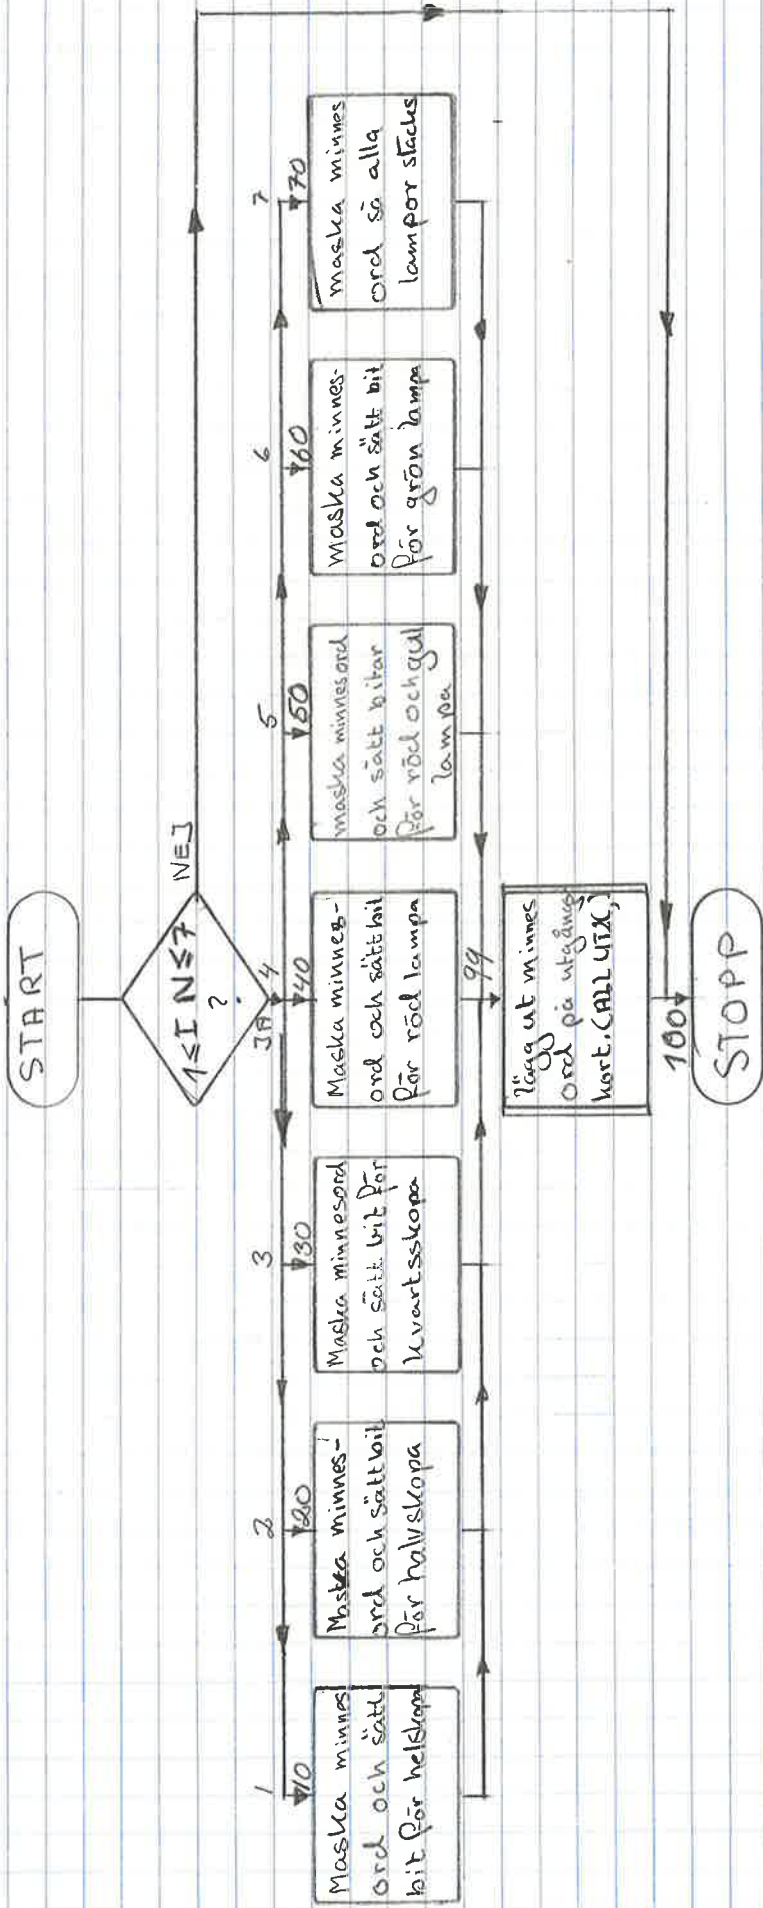 START
1≤IN≤7
?
NEJ
JA
1
10
Maska minnes
ord och sätt
bit för helskopa
2
20
Maska minnes-
ord och sätt bit
för halvskopa
3
30
Maska minnesord
och sätt bit för
kvartsskopa
4
40
Maska minnes-
ord och sätt bit
för röd lampa
5
50
maska minnesord
och sätt bitar
för röd och gul
lampa
6
60
Maska minnes-
ord och sätt bit
för grön lampa
7
70
maska minnes
ord så alla
lampor släcks
99
lägg ut minnes
ord på utgångs
kort.
100
STOPP